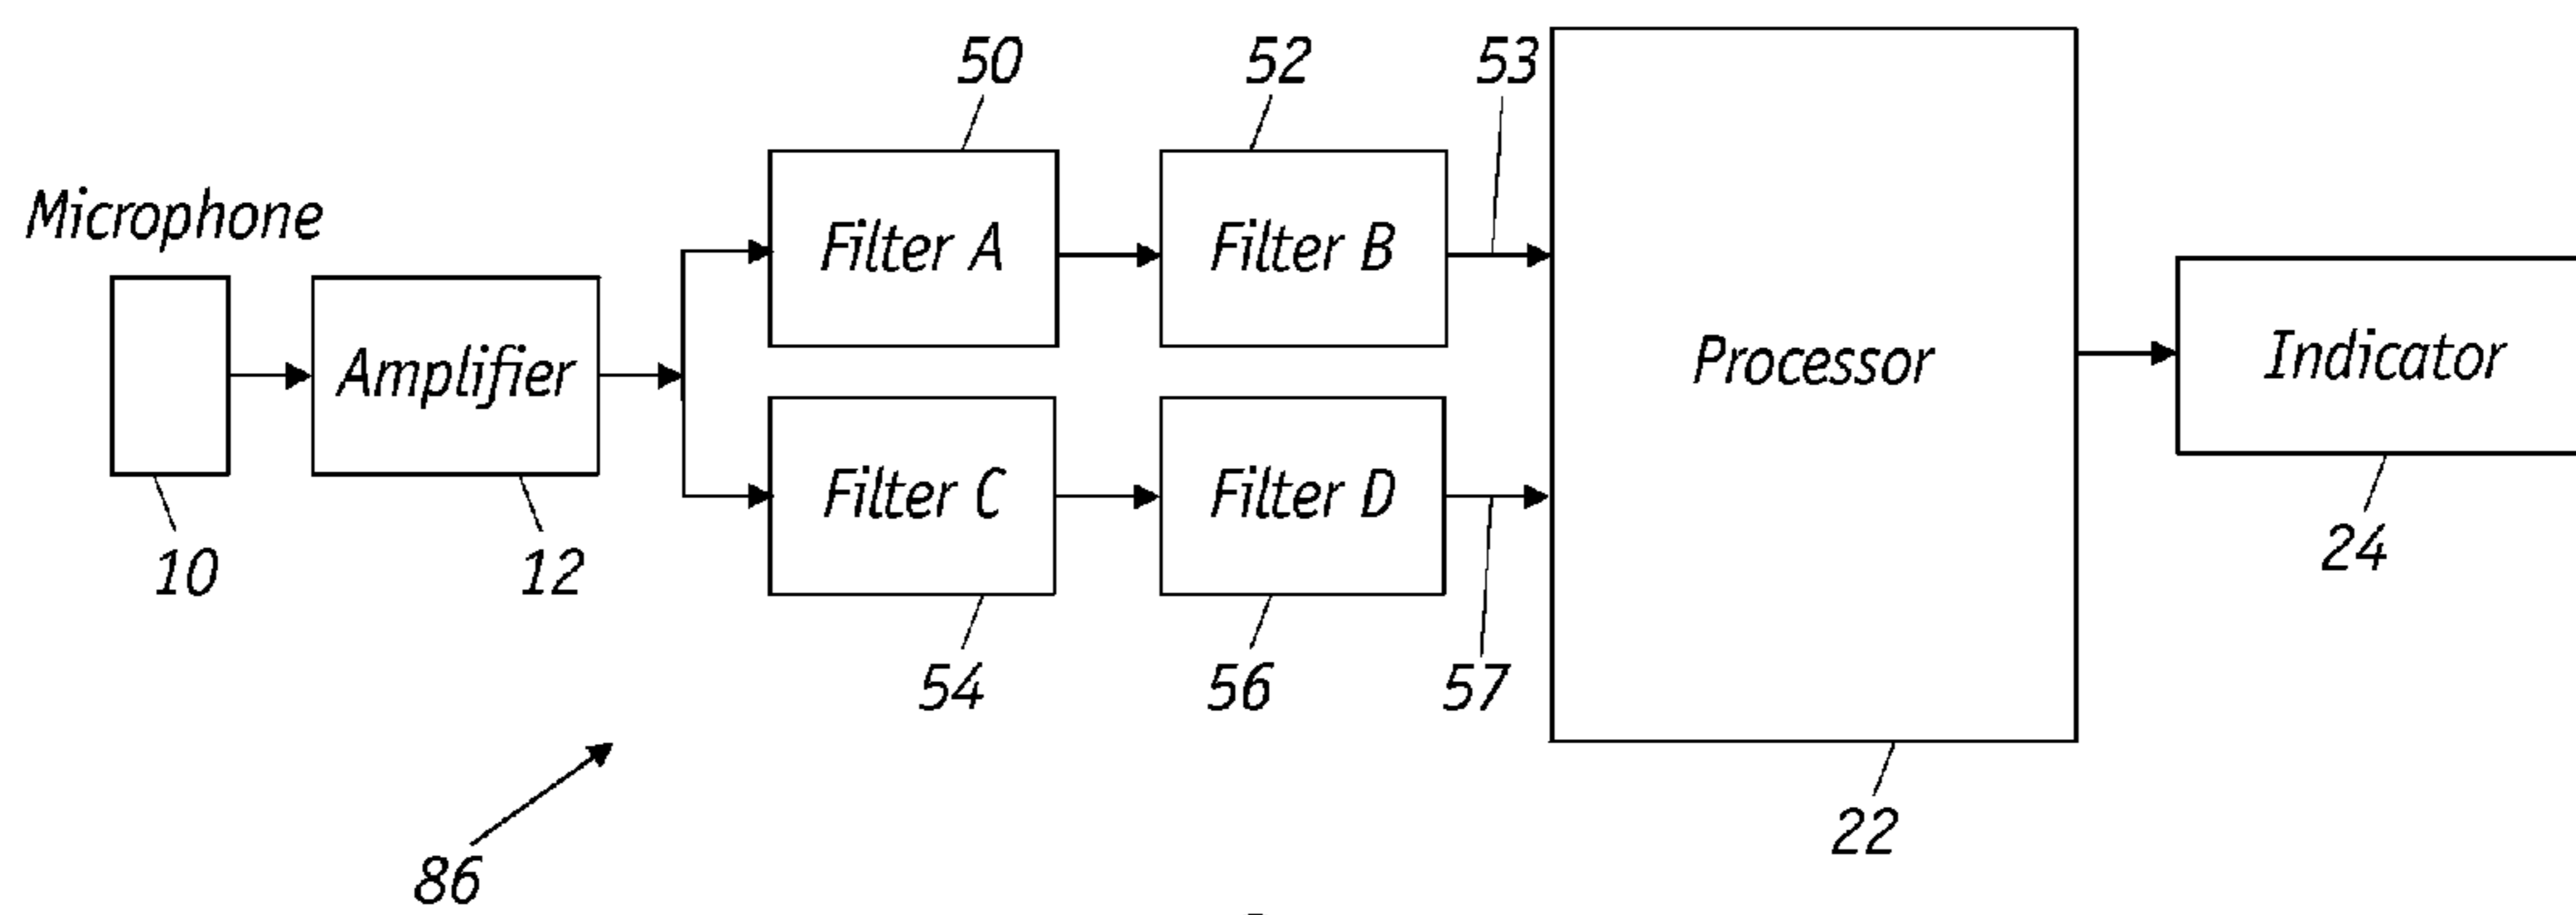 50 52 53
Microphone
Filter A Filter B
Amplifier Processor Indicator
Filter C Filter D
10 12 24
54 56 57
22
86